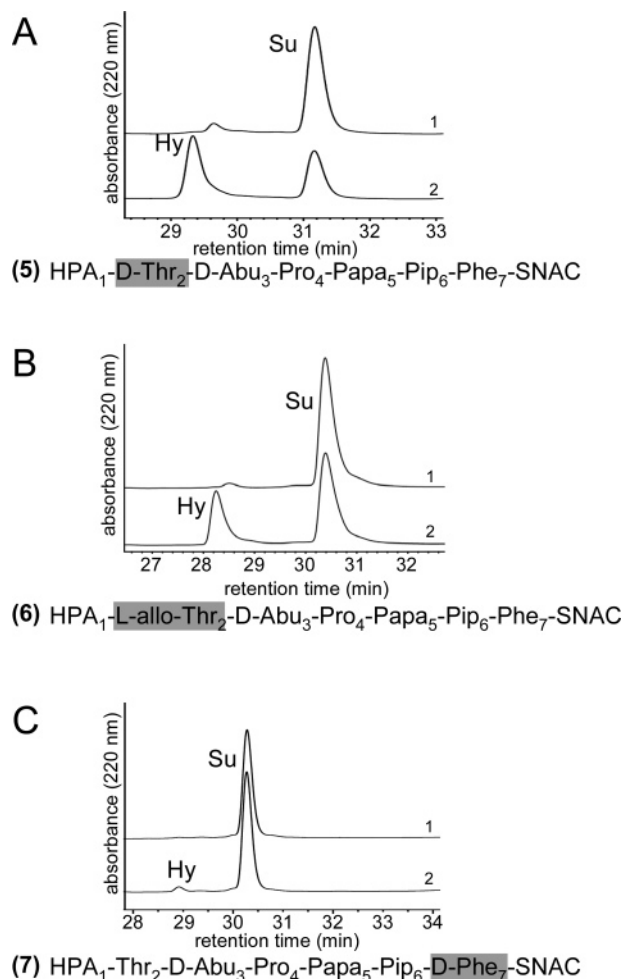 A
absorbance (220 nm)
Su
1
Hy
2
29 30 31 32 33
retention time (min)
(5) HPA₁-D-Thr₂-D-Abu₃-Pro₄-Papa₅-Pip₆-Phe₇-SNAC
B
absorbance (220 nm)
Su
1
Hy
2
27 28 29 30 31 32
retention time (min)
(6) HPA₁-L-allo-Thr₂-D-Abu₃-Pro₄-Papa₅-Pip₆-Phe₇-SNAC
C
absorbance (220 nm)
Su
1
Hy
2
28 29 30 31 32 33 34
retention time (min)
(7) HPA₁-Thr₂-D-Abu₃-Pro₄-Papa₅-Pip₆-D-Phe₇-SNAC